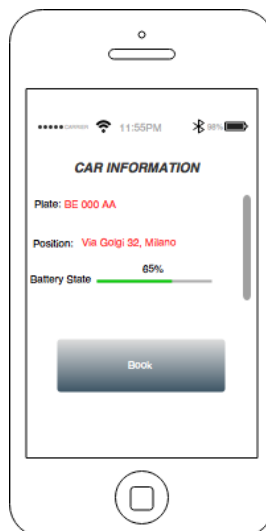 CARRIER 11:55PM 98%
CAR INFORMATION
Plate: BE 000 AA
Position: Via Golgi 32, Milano
65%
Battery State
Book